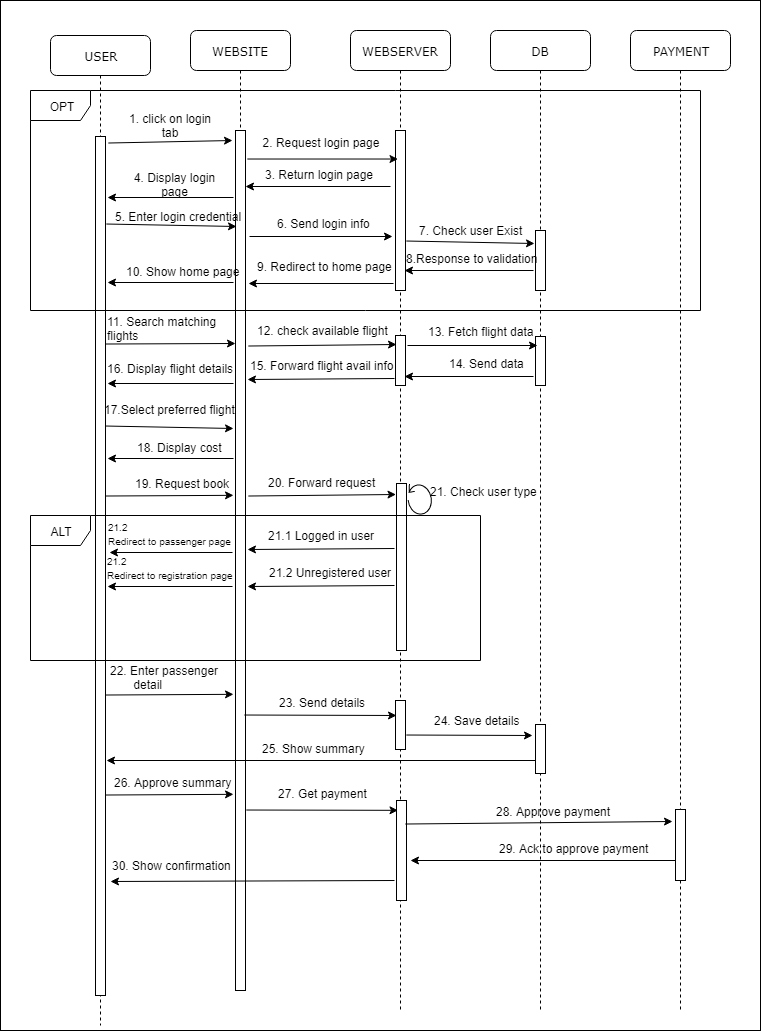 USER
WEBSITE
WEBSERVER
DB
PAYMENT
OPT
1. click on login
tab
2. Request login page
3. Return login page
4. Display login
page
5. Enter login credential
6. Send login info
7. Check user Exist
8.Response to validation
9. Redirect to home page
10. Show home page
11. Search matching
flights
12. check available flight
13. Fetch flight data
14. Send data
15. Forward flight avail info
16. Display flight details
17.Select preferred flight
18. Display cost
19. Request book
20. Forward request
21. Check user type
ALT
21.1 Logged in user
21.2
Redirect to passenger page
21.2 Unregistered user
21.2
Redirect to registration page
22. Enter passenger
detail
23. Send details
24. Save details
25. Show summary
26. Approve summary
27. Get payment
28. Approve payment
29. Ack to approve payment
30. Show confirmation